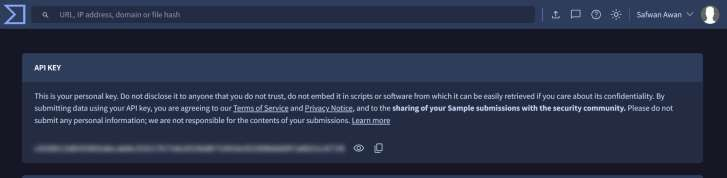 URL, IP address, domain or file hash
Safwan Awan
API KEY
This is your personal key. Do not disclose it to anyone that you do not trust, do not embed it in scripts or software from which it can be easily retrieved if you care about its confidentiality. By
submitting data using your API key, you are agreeing to our Terms of Service and Privacy Notice, and to the sharing of your Sample submissions with the security community. Please do not
submit any personal information; we are not responsible for the contents of your submissions. Learn more